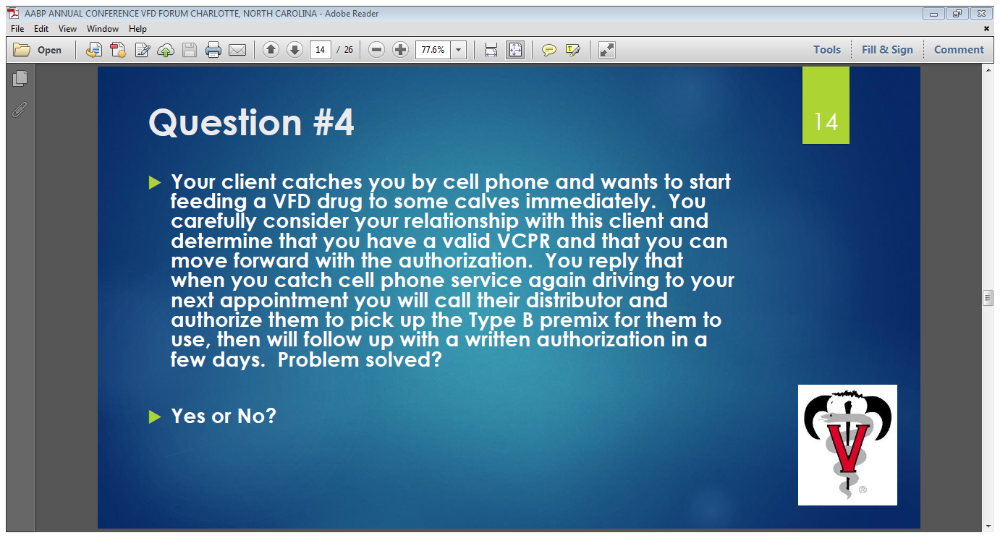 AABP ANNUAL CONFERENCE VFD FORUM CHARLOTTE, NORTH CAROLINA - Adobe Reader
File Edit View Window Help
Open 14 / 26 77.6% Tools Fill & Sign Comment
14
Question #4
Your client catches you by cell phone and wants to start
feeding a VFD drug to some calves immediately. You
carefully consider your relationship with this client and
determine that you have a valid VCPR and that you can
move forward with the authorization. You reply that
when you catch cell phone service again driving to your
next appointment you will call their distributor and
authorize them to pick up the Type B premix for them to
use, then will follow up with a written authorization in a
few days. Problem solved?
Yes or No?
V
®